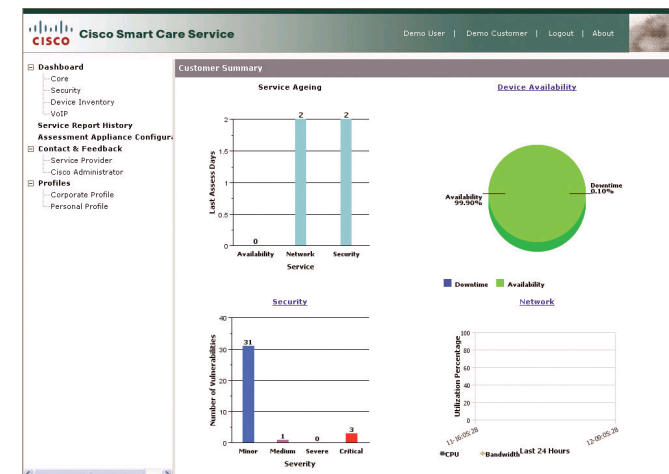 CISCO Cisco Smart Care Service
Demo User | Demo Customer | Logout | About
Dashboard
Core
Security
Device Inventory
VoIP
Service Report History
Assessment Appliance Configura
Contact & Feedback
Service Provider
Cisco Administrator
Profiles
Corporate Profile
Personal Profile
Customer Summary
Service Ageing
Last Assess Days
2
1.5
1
0.5
0
0
2
2
Availability Network Security
Service
Device Availability
Availability
99.90%
Downtime
0.10%
Downtime Availability
Security
Number of Vulnerabilities
40
30
20
10
0
31
1
0
3
Minor Medium Severe Critical
Severity
Network
Utilization Percentage
100
80
60
40
20
0
11-16:05:28
12-09:05:28
CPU Bandwidth Last 24 Hours